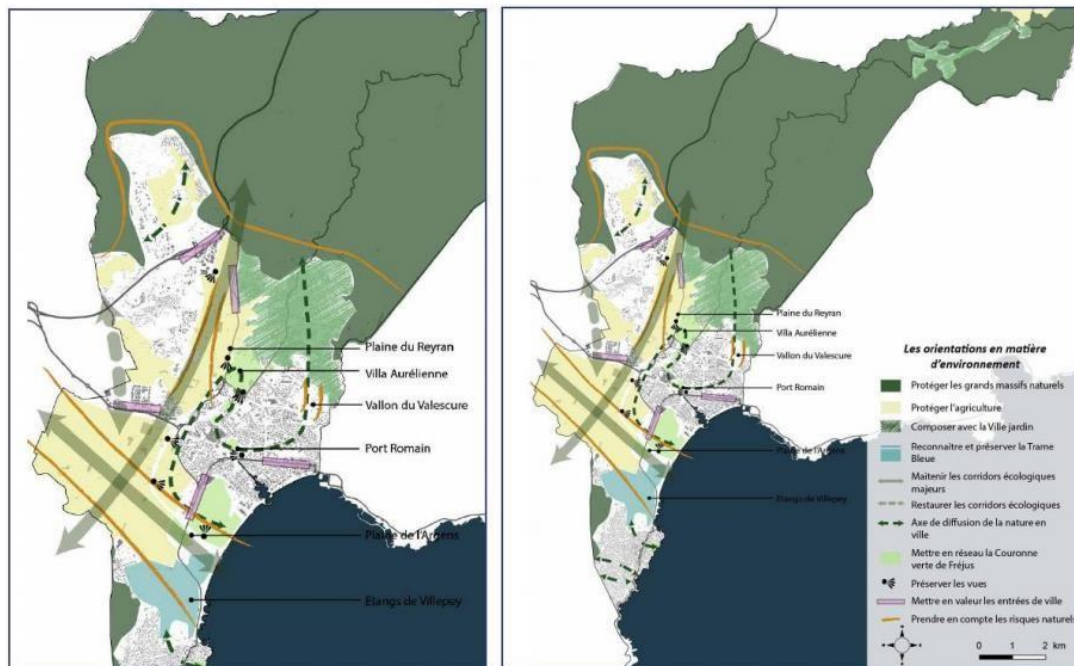 Plaine du Reyran
Villa Aurélienne
Vallon du Valescure
Port Romain
Plaine de l'Argens
Etangs de Villepey
Plaine du Reyran
Villa Aurélienne
Vallon du Valescure
Port Romain
Plaine de l'Argens
Etangs de Villepey
Les orientations en matière
d'environnement
Protéger les grands massifs naturels
Protéger l'agriculture
Composer avec la Ville jardin
Reconnaitre et préserver la Trame
Bleue
Maitenir les corridors écologiques
majeurs
Restaurer les corridors écologiques
Axe de diffusion de la nature en
ville
Mettre en réseau la Couronne
verte de Fréjus
Préserver les vues
Mettre en valeur les entrées de ville
Prendre en compte les risques naturels
0 1 2 km